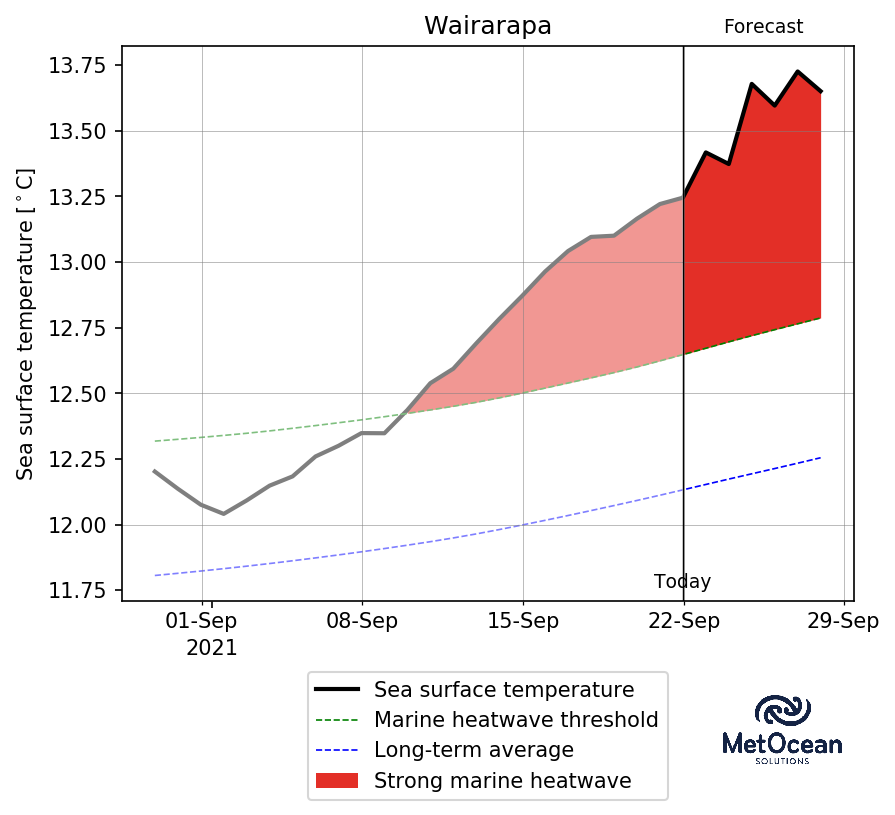 Wairarapa
Forecast
Sea surface temperature [°C]
13.75
13.50
13.25
13.00
12.75
12.50
12.25
12.00
11.75
Today
01-Sep
2021
08-Sep
15-Sep
22-Sep
29-Sep
Sea surface temperature
Marine heatwave threshold
Long-term average
Strong marine heatwave
MetOcean
SOLUTIONS